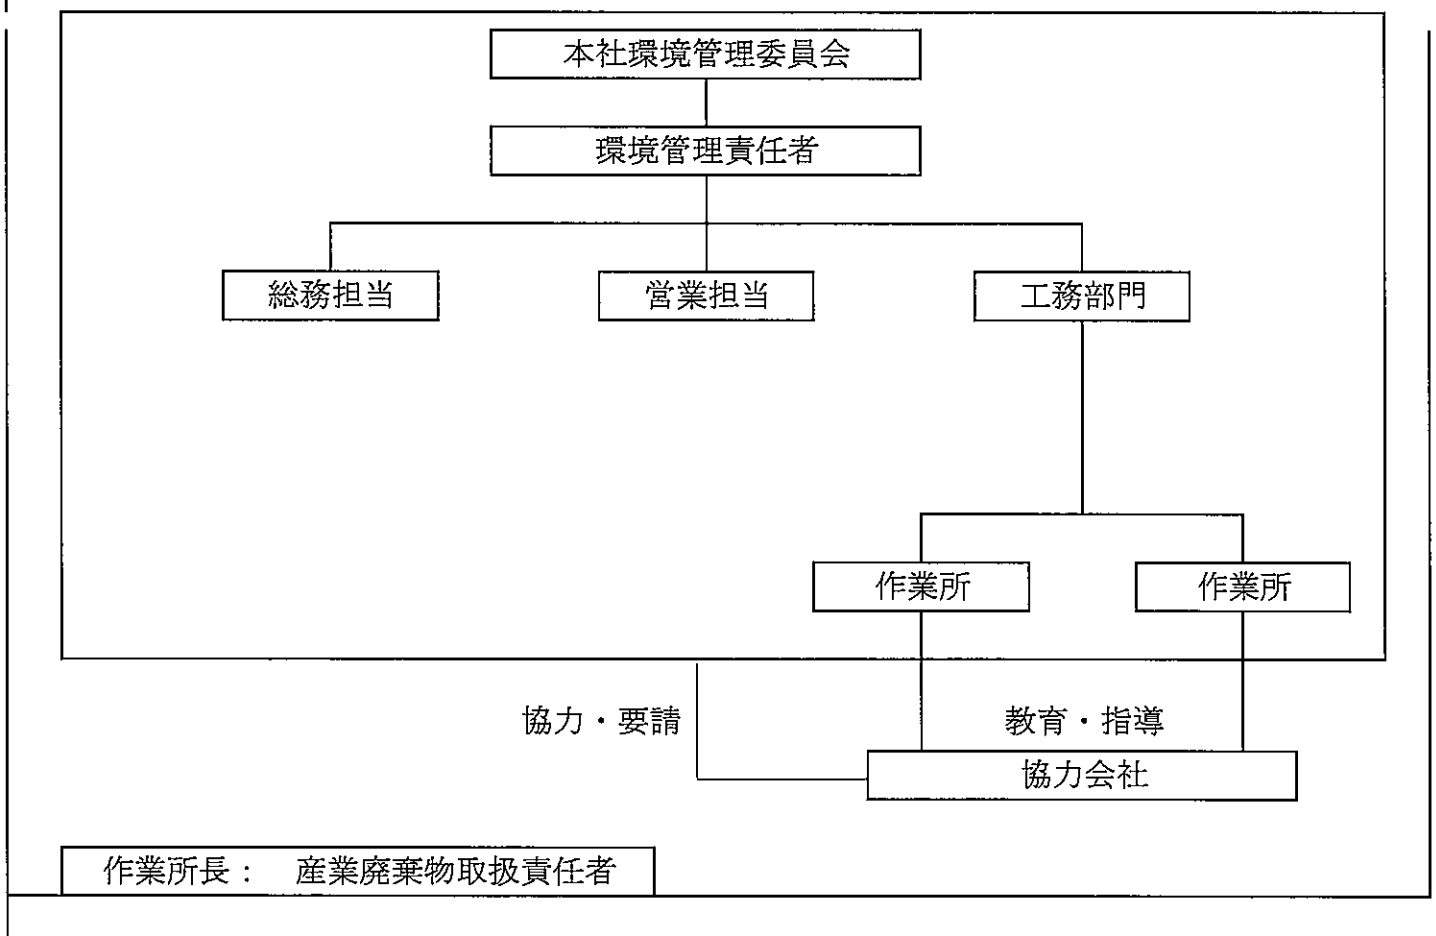 本社環境管理委員会
環境管理責任者
総務担当
営業担当
工務部門
作業所
作業所
協力・要請
教育・指導
協力会社
作業所長： 産業廃棄物取扱責任者